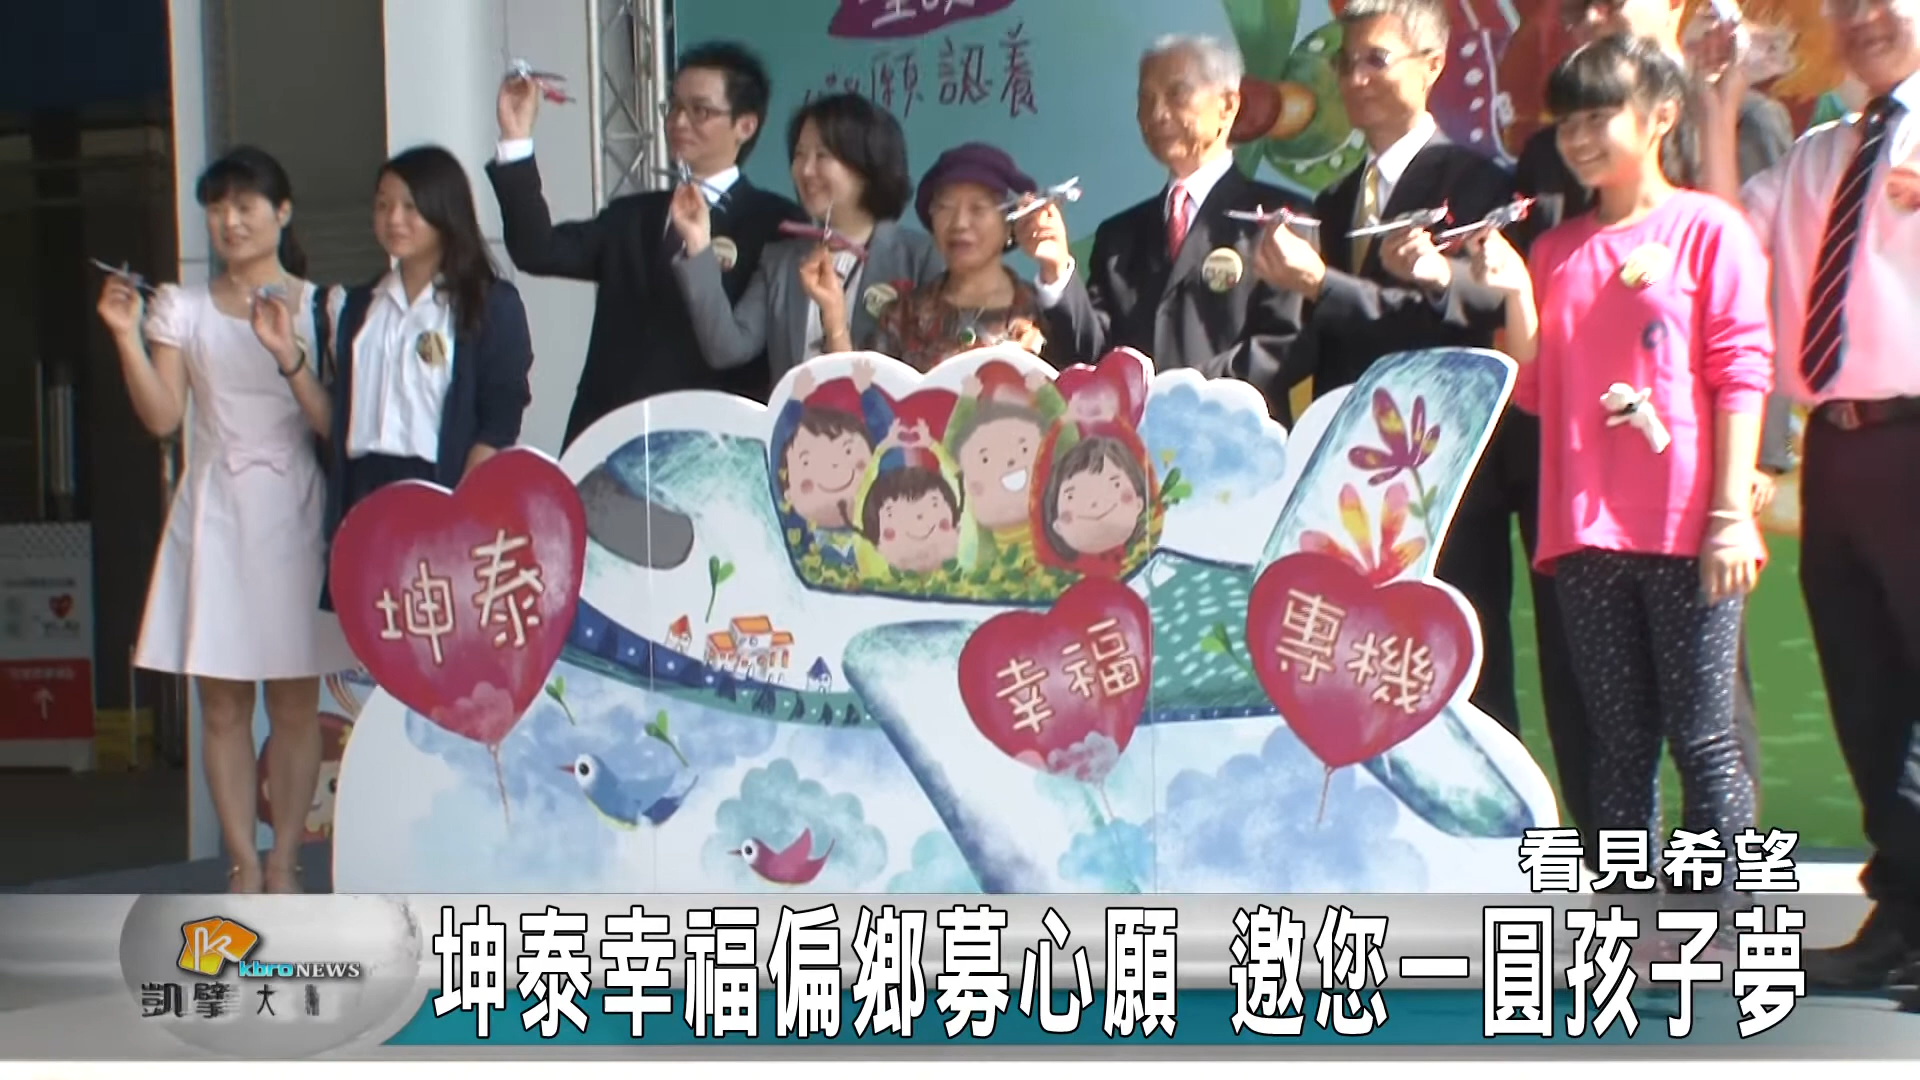 願認養
坤泰
幸福
專機
看見希望
kbro NEWS
凱擘大
坤泰幸福偏鄉募心願 邀您一圓孩子夢